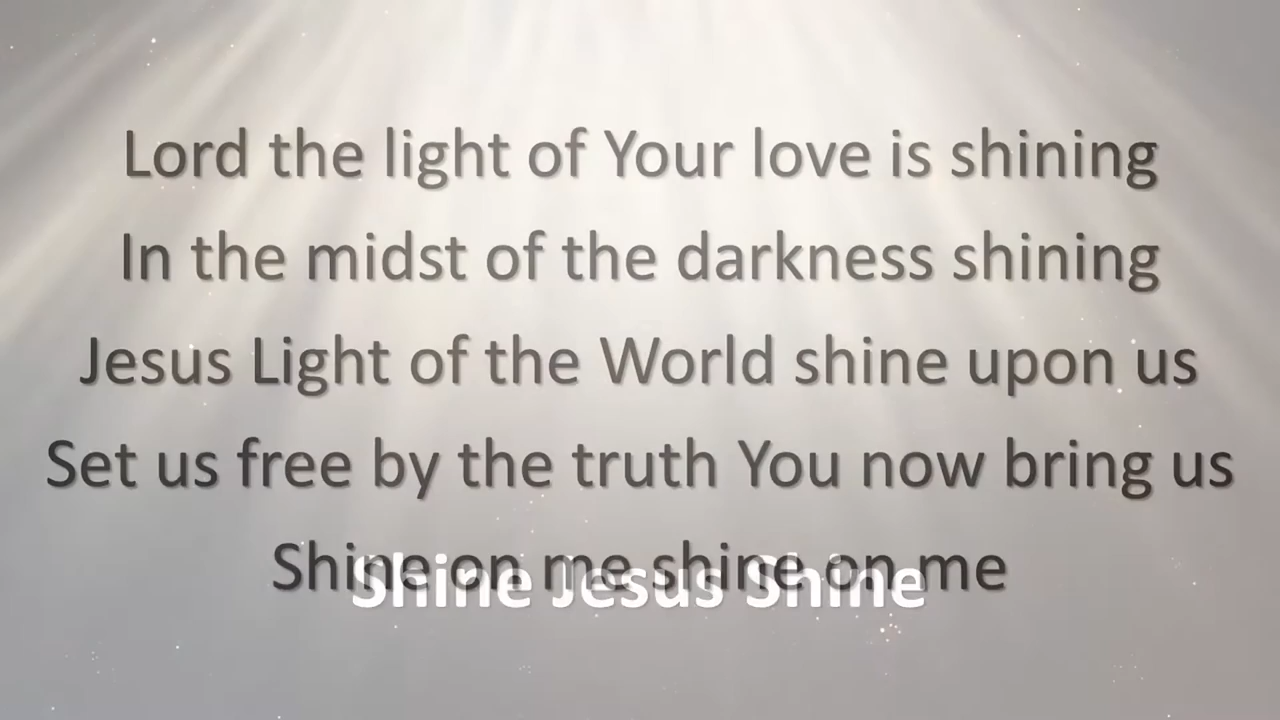 Lord the light of Your love is shining
In the midst of the darkness shining
Jesus Light of the World shine upon us
Set us free by the truth You now bring us
Shine on me shine on me
Shine Jesus Shine